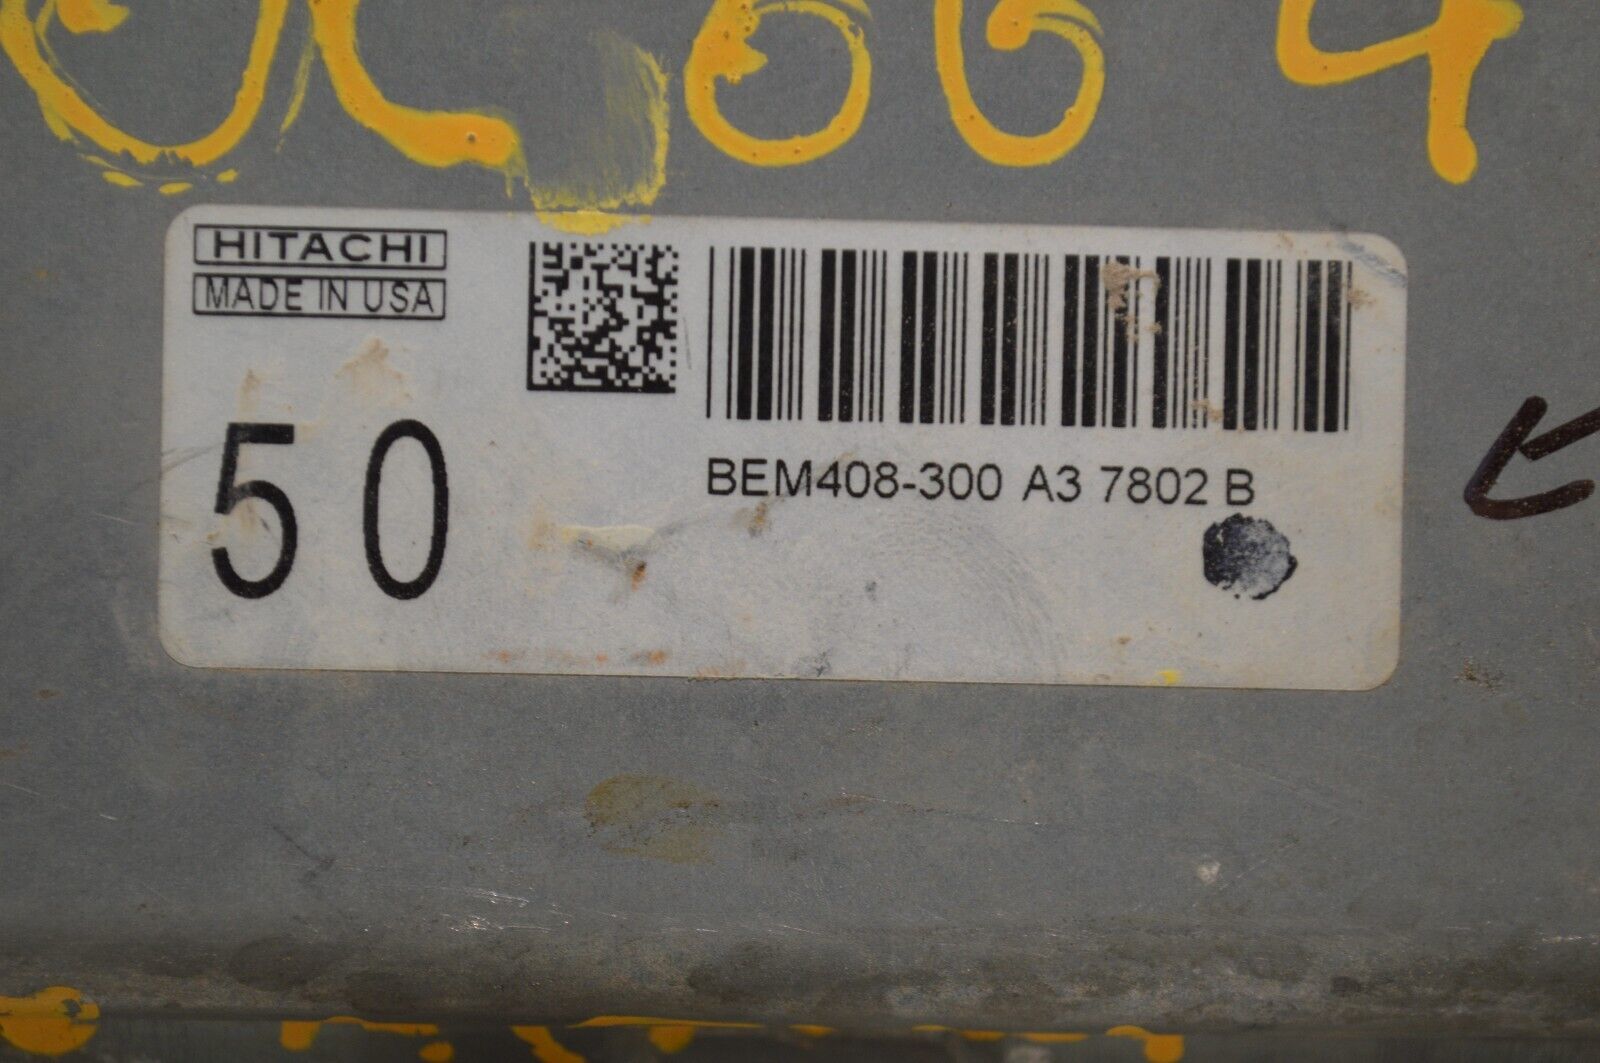 HITACHI
MADE IN USA
50
BEM408-300 A3 7802 B